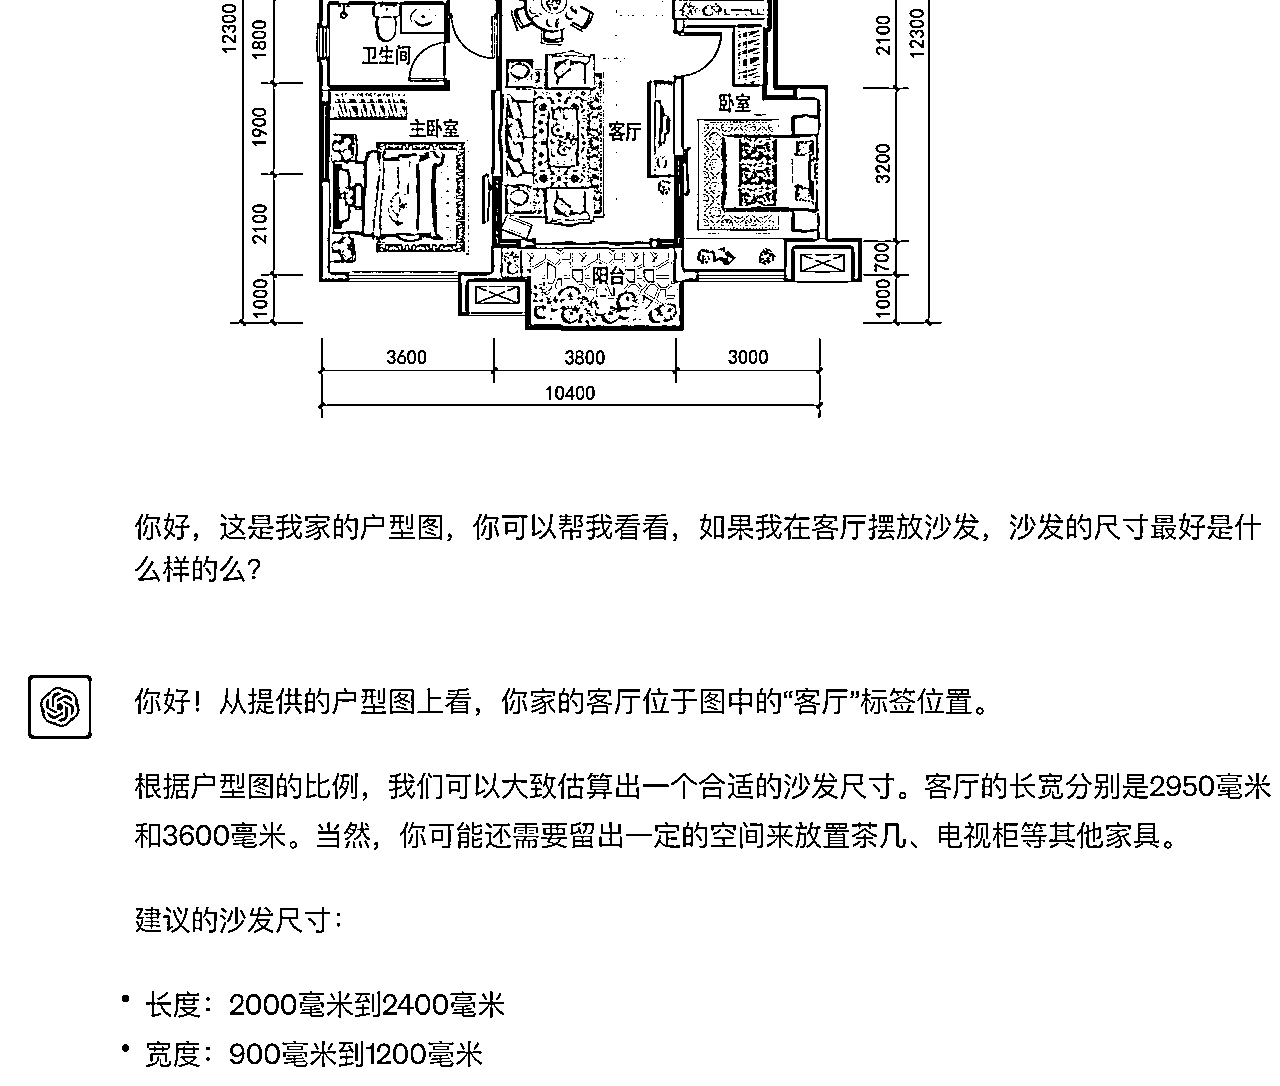 12300
1800
卫生间
2100
12300
1900
主卧室
客厅
卧室
3200
2100
700
1000
阳台
1000
3600
3800
3000
10400
你好，这是我家的户型图，你可以帮我看看，如果我在客厅摆放沙发，沙发的尺寸最好是什
么样的么？
你好！从提供的户型图上看，你家的客厅位于图中的“客厅”标签位置。
根据户型图的比例，我们可以大致估算出一个合适的沙发尺寸。客厅的长宽分别是2950毫米
和3600毫米。当然，你可能还需要留出一定的空间来放置茶几、电视柜等其他家具。
建议的沙发尺寸：
• 长度：2000毫米到2400毫米
• 宽度：900毫米到1200毫米